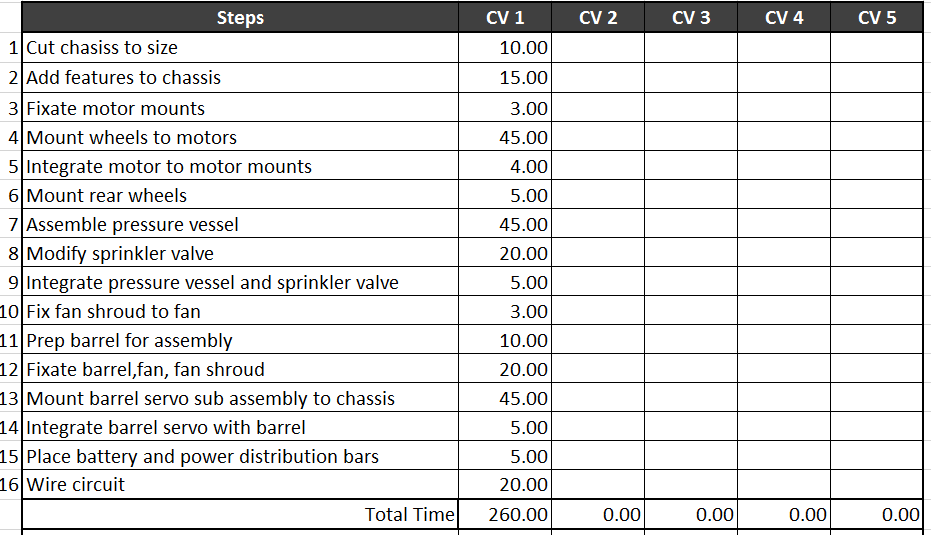 Steps CV 1 CV 2 CV 3 CV 4 CV 5
1 Cut chasiss to size 10.00
2 Add features to chassis 15.00
3 Fixate motor mounts 3.00
4 Mount wheels to motors 45.00
5 Integrate motor to motor mounts 4.00
6 Mount rear wheels 5.00
7 Assemble pressure vessel 45.00
8 Modify sprinkler valve 20.00
9 Integrate pressure vessel and sprinkler valve 5.00
10 Fix fan shroud to fan 3.00
11 Prep barrel for assembly 10.00
12 Fixate barrel,fan, fan shroud 20.00
13 Mount barrel servo sub assembly to chassis 45.00
14 Integrate barrel servo with barrel 5.00
15 Place battery and power distribution bars 5.00
16 Wire circuit 20.00
Total Time 260.00 0.00 0.00 0.00 0.00